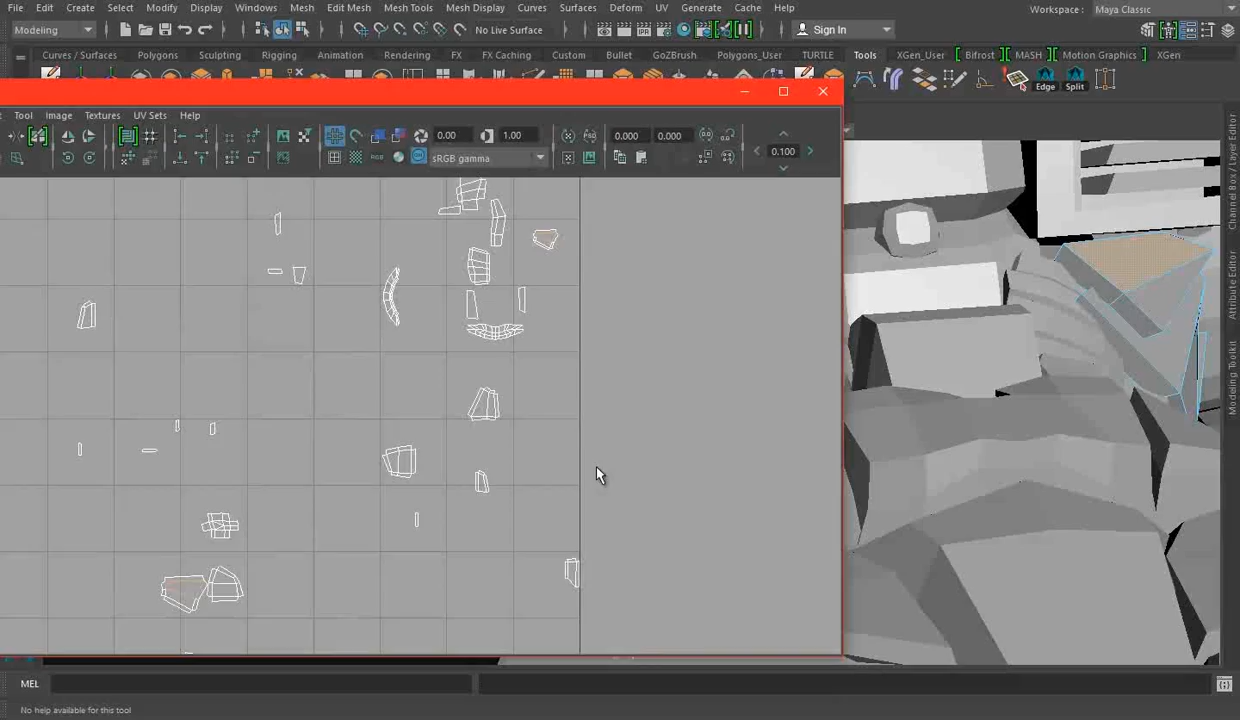 File Edit Create Select Modify Display Windows Mesh Edit Mesh Mesh Tools Mesh Display Curves Surfaces Deform UV Generate Cache Help Workspace : Maya Classic
Modeling No Live Surface Sign In
Curves / Surfaces Polygons Sculpting Rigging Animation Rendering FX FX Caching Custom Bullet GoZBrush Polygons_User TURTLE Tools XGen_User Bifrost MASH Motion Graphics XGen
Edge Split
Tool Image Textures UV Sets Help
0.00 1.00 0.000 0.000
0.100
RGB sRGB gamma
Channel Box / Layer Editor
Attribute Editor
Modeling Toolkit
MEL
No help available for this tool